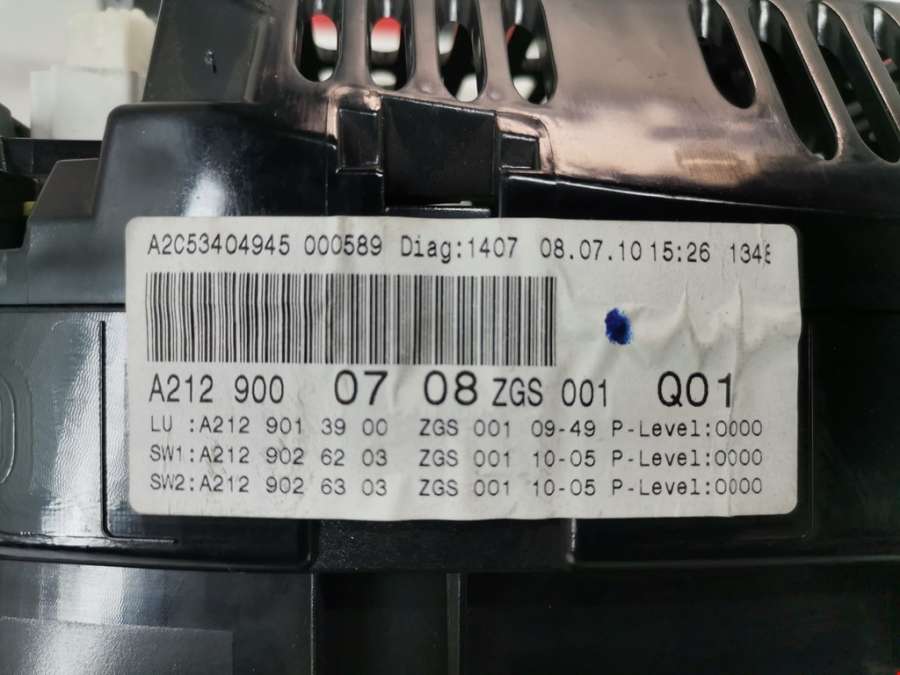 A2C53404945 000589 Diag:1407 08.07.10 15:26
A212 900 07 08 ZGS 001 Q01
LU :A212 901 39 00 ZGS 001 09-49 P-Level:0000
SW1:A212 902 62 03 ZGS 001 10-05 P-Level:0000
SW2:A212 902 63 03 ZGS 001 10-05 P-Level:0000